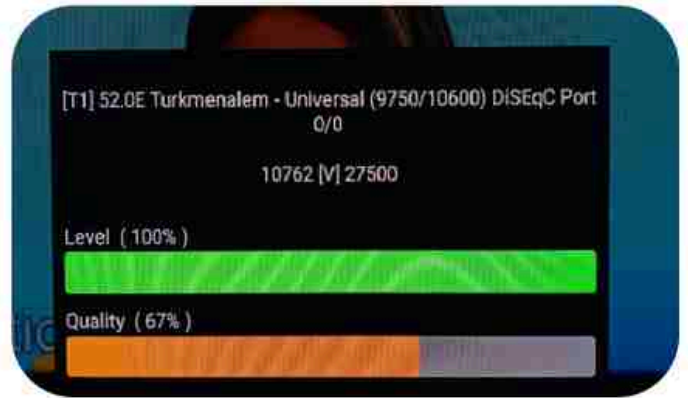 [T1] 52.0E Turkmenalem - Universal (9750/10600) DiSEqC Port
0/0
10762 [V] 27500
Level ( 100% )
Quality ( 67% )